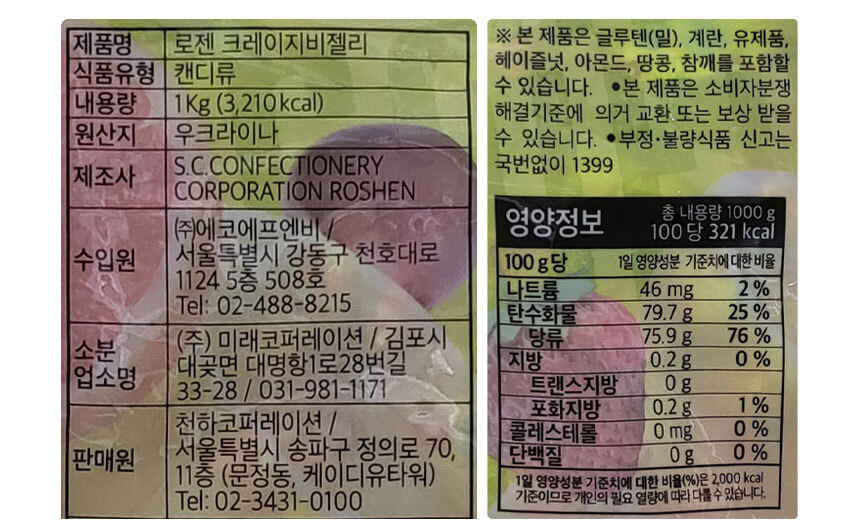 제품명 로젠 크레이지비젤리
식품유형 캔디류
내용량 1Kg (3,210kcal)
원산지 우크라이나
제조사 S.C.CONFECTIONERY
CORPORATION ROSHEN
수입원 ㈜에코에프엔비 /
서울특별시 강동구 천호대로
1124 5층 508호
Tel: 02-488-8215
소분
업소명 (주) 미래코퍼레이션 / 김포시
대곶면 대명항1로28번길
33-28 / 031-981-1171
판매원 천하코퍼레이션 /
서울특별시 송파구 정의로 70,
11층 (문정동, 케이디유타워)
Tel: 02-3431-0100
※ 본 제품은 글루텐(밀), 계란, 유제품,
헤이즐넛, 아몬드, 땅콩, 참깨를 포함할
수 있습니다. •본 제품은 소비자분쟁
해결기준에 의거 교환 또는 보상 받을
수 있습니다. •부정·불량식품 신고는
국번없이 1399
영양정보 총 내용량 1000 g
100 당 321 kcal
100 g당 1일 영양성분 기준치에 대한 비율
나트륨 46 mg 2 %
탄수화물 79.7 g 25 %
당류 75.9 g 76 %
지방 0.2 g 0 %
트랜스지방 0 g
포화지방 0.2 g 1 %
콜레스테롤 0 mg 0 %
단백질 0 g 0 %
1일 영양성분 기준치에 대한 비율(%)은 2,000 kcal
기준이므로 개인의 필요 열량에 따라 다를 수 있습니다.